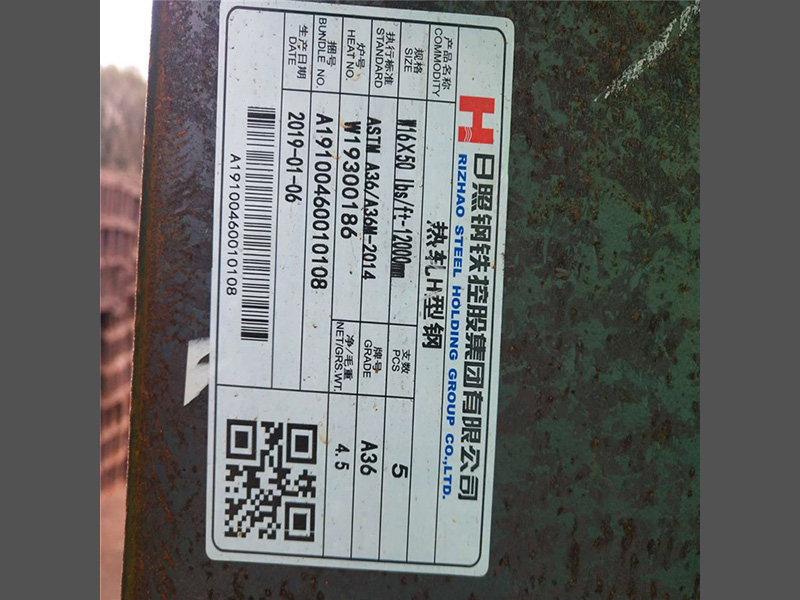 日照钢铁控股集团有限公司
RIZHAO STEEL HOLDING GROUP CO.,LTD.
产品名称
COMMODITY
热轧H型钢
规格
SIZE
W16X50 lbs/ft-12000mm
支数
PCS
5
执行标准
STANDARD
ASTM A36/A36M-2014
牌号
GRADE
A36
炉号
HEAT NO.
W19300186
净/毛重
NET/GRS.WT.
4.5
捆号
BUNDLE NO.
A19100460010108
生产日期
DATE
2019-01-06
A19100460010108